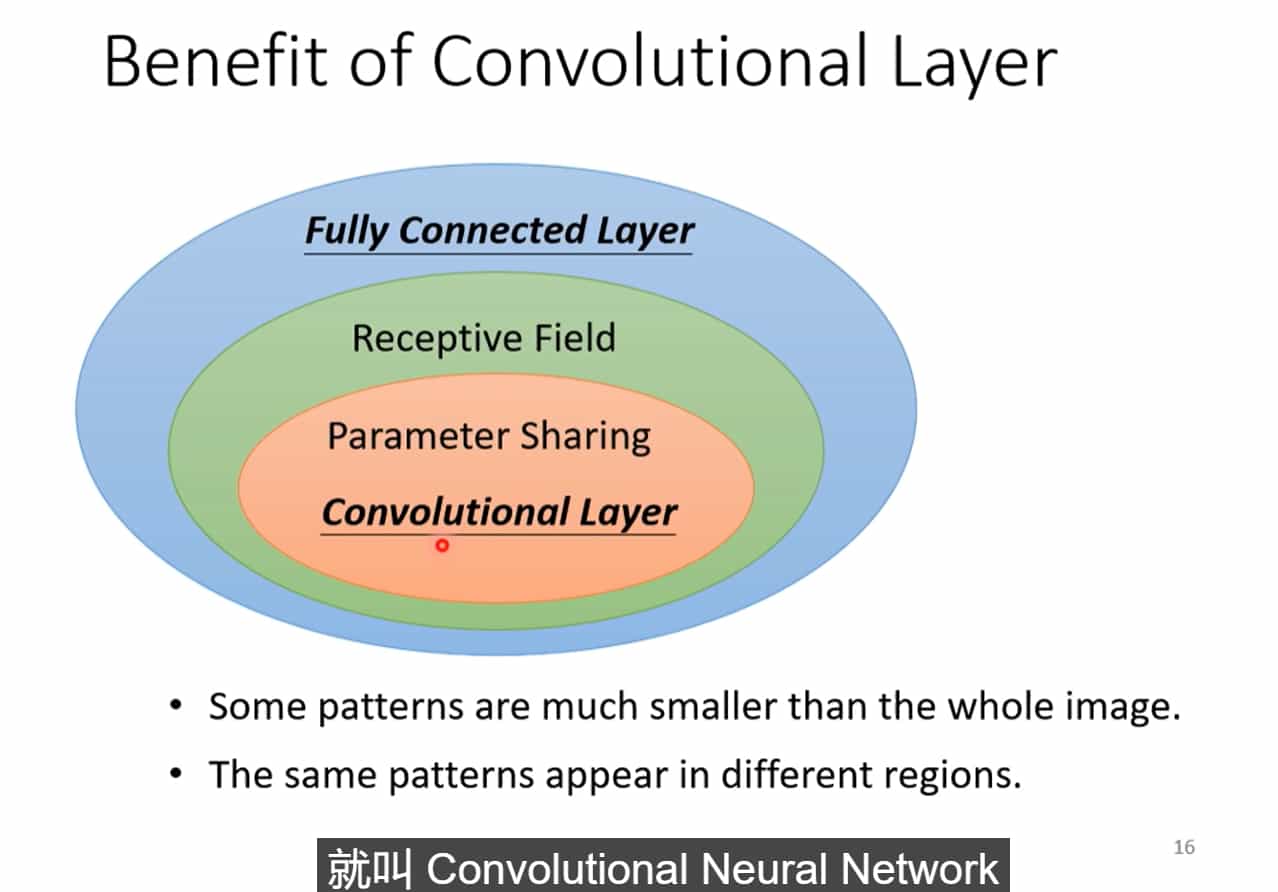 Benefit of Convolutional Layer
Fully Connected Layer
Receptive Field
Parameter Sharing
Convolutional Layer
• Some patterns are much smaller than the whole image.
• The same patterns appear in different regions.
16
就叫 Convolutional Neural Network